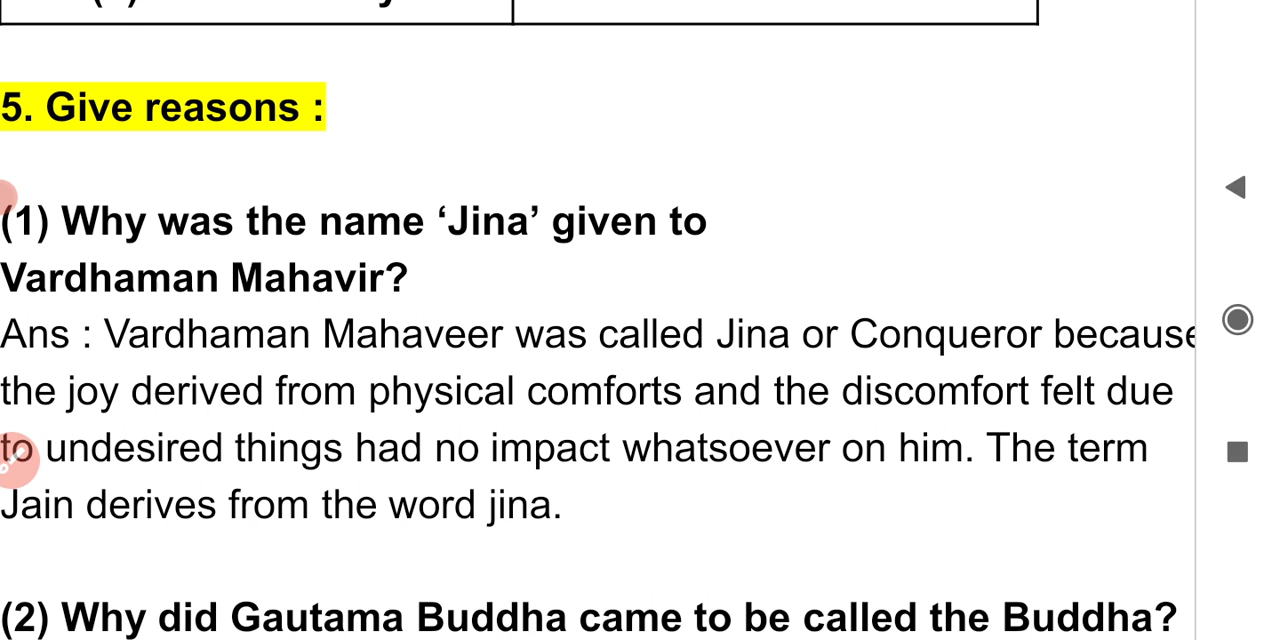 5. Give reasons :
(1) Why was the name ‘Jina’ given to
Vardhaman Mahavir?
Ans : Vardhaman Mahaveer was called Jina or Conqueror because
the joy derived from physical comforts and the discomfort felt due
to undesired things had no impact whatsoever on him. The term
Jain derives from the word jina.
(2) Why did Gautama Buddha came to be called the Buddha?